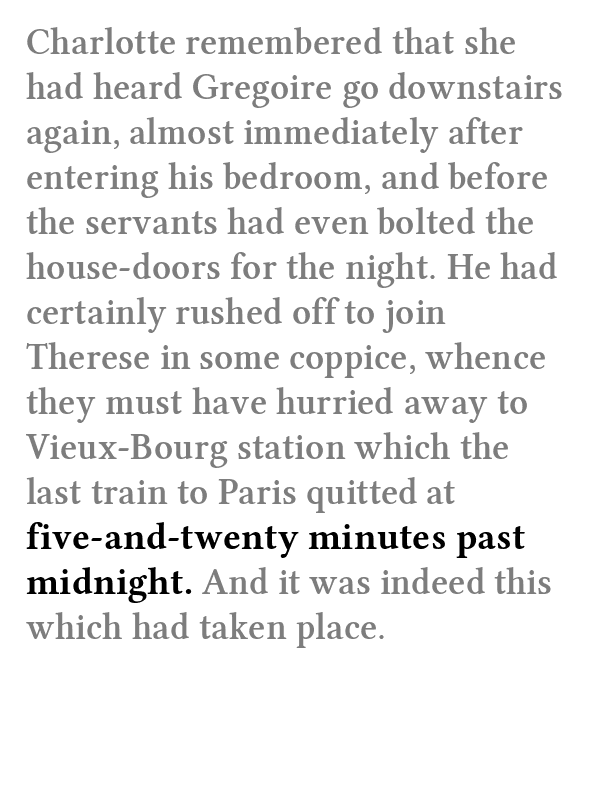 Charlotte remembered that she
had heard Gregoire go downstairs
again, almost immediately after
entering his bedroom, and before
the servants had even bolted the
house-doors for the night. He had
certainly rushed off to join
Therese in some coppice, whence
they must have hurried away to
Vieux-Bourg station which the
last train to Paris quitted at
five-and-twenty minutes past
midnight. And it was indeed this
which had taken place.